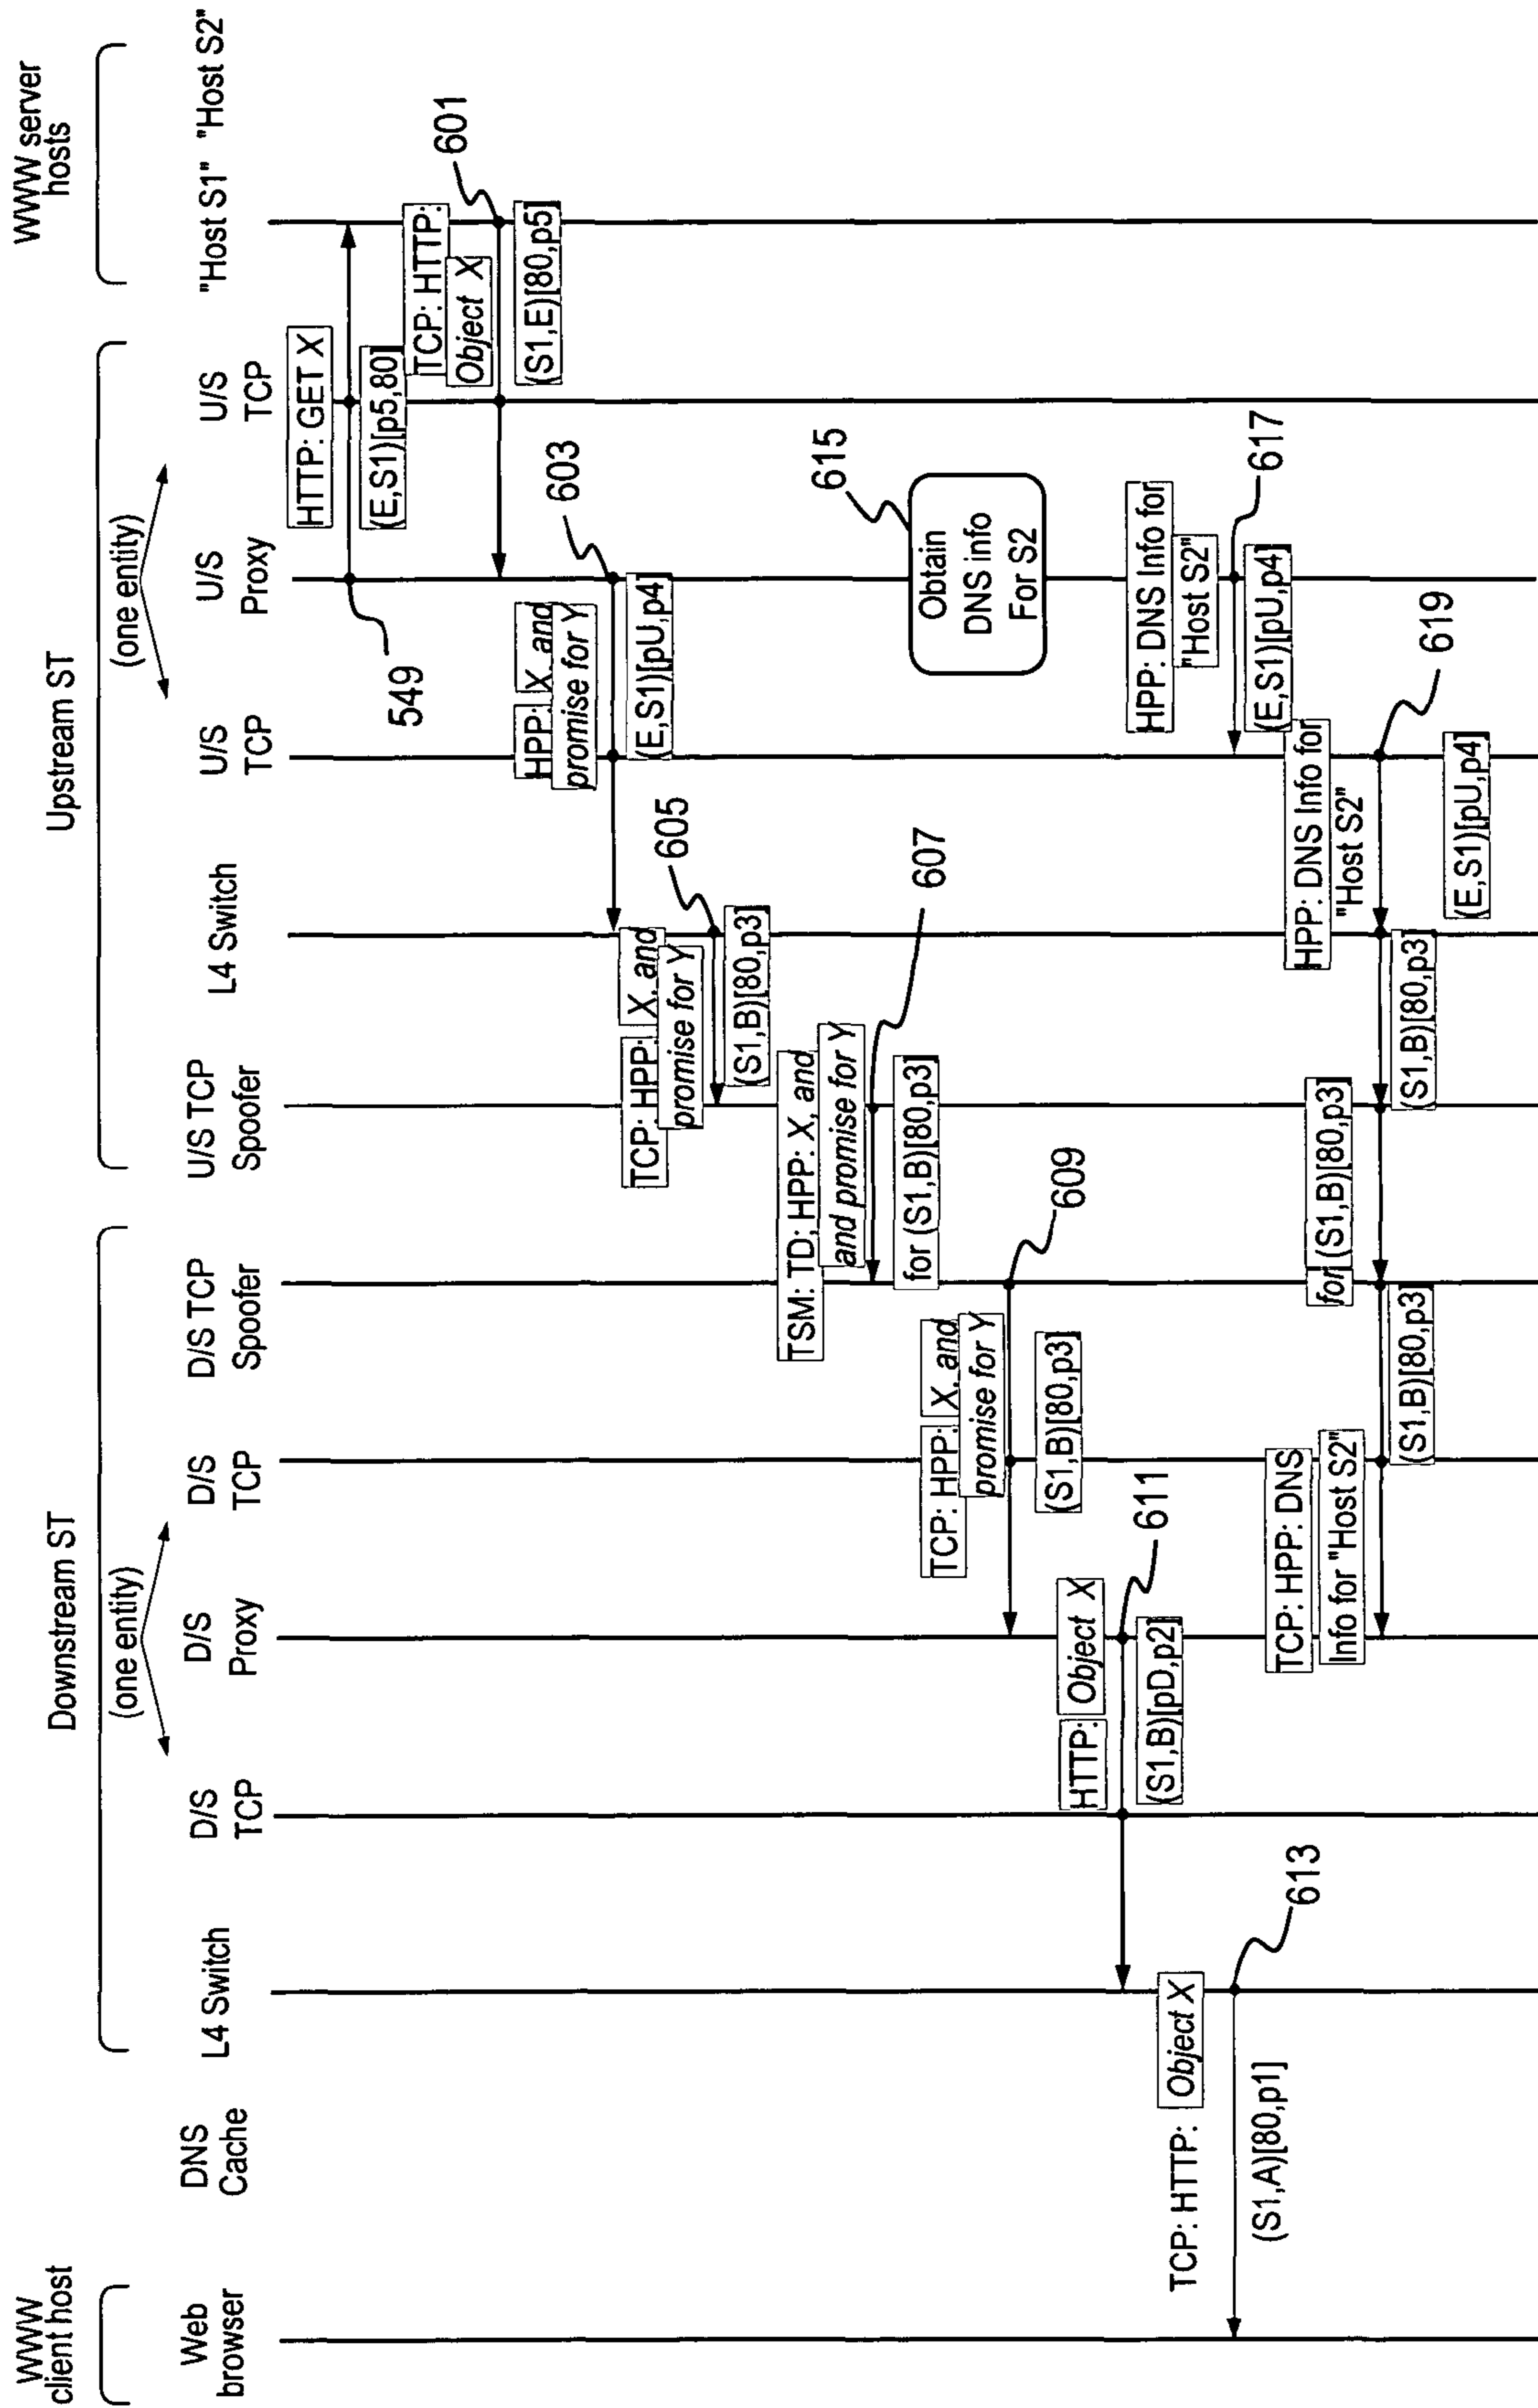 WWW
client host
Downstream ST
Upstream ST
WWW server
hosts
(one entity)
(one entity)
Web
browser
DNS
Cache
L4 Switch
D/S
TCP
D/S
Proxy
D/S
TCP
D/S TCP
Spoofer
U/S TCP
Spoofer
L4 Switch
U/S
TCP
U/S
Proxy
U/S
TCP
"Host S1"
"Host S2"
HTTP: GET X
549
(E,S1)[p5,80]
TCP: HTTP:
Object X
601
(S1,E)[80,p5]
HPP: X, and
promise for Y
603
(E,S1)[pU,p4]
TCP: HPP: X, and
promise for Y
605
(S1,B)[80,p3]
TSM: TD: HPP: X, and
and promise for Y
607
for (S1,B)[80,p3]
TCP: HPP: X, and
promise for Y
609
(S1,B)[80,p3]
615
Obtain
DNS info
For S2
HTTP: Object X
611
(S1,B)[pD,p2]
HPP: DNS Info for
"Host S2"
617
(E,S1)[pU,p4]
TCP: HTTP: Object X
613
(S1,A)[80,p1]
TCP: HPP: DNS
Info for "Host S2"
(S1,B)[80,p3]
for (S1,B)[80,p3]
(S1,B)[80,p3]
HPP: DNS Info for
"Host S2"
619
(E,S1)[pU,p4]